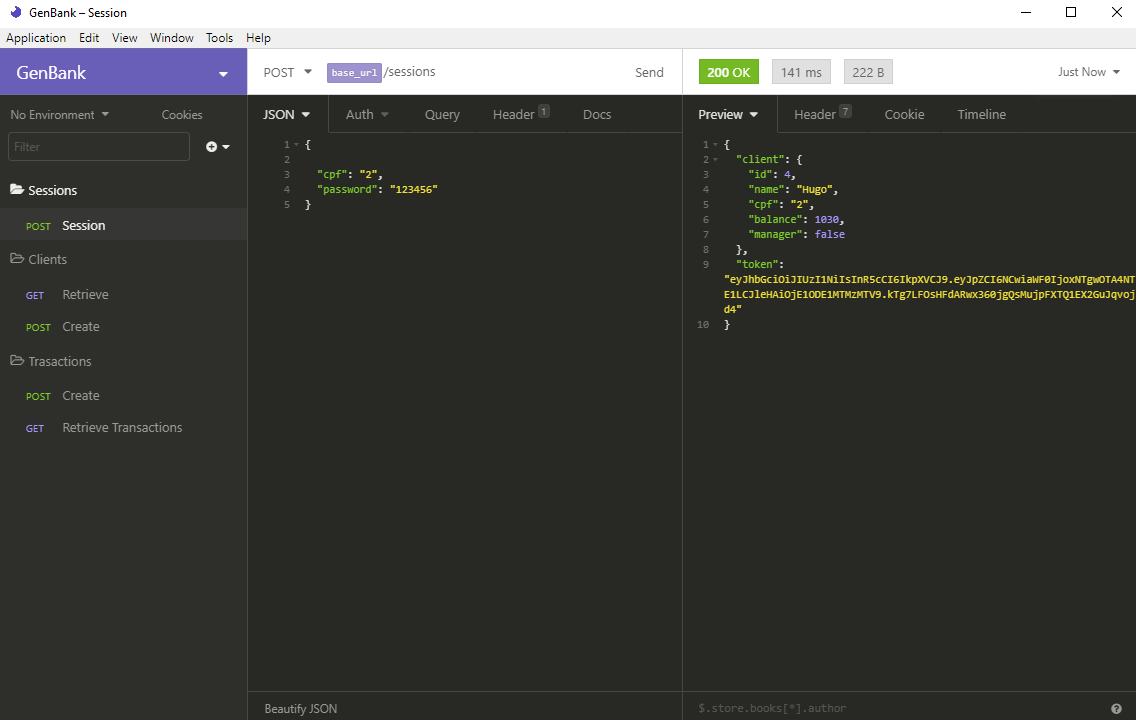 GenBank – Session
Application Edit View Window Tools Help
GenBank
POST base_url/sessions Send
200 OK 141 ms 222 B Just Now
No Environment Cookies
JSON Auth Query Header 1 Docs
Preview Header 7 Cookie Timeline
Filter
Sessions
POST Session
Clients
GET Retrieve
POST Create
Trasactions
POST Create
GET Retrieve Transactions
1 {
2
3 "cpf": "2",
4 "password": "123456"
5 }
1 {
2 "client": {
3 "id": 4,
4 "name": "Hugo",
5 "cpf": "2",
6 "balance": 1030,
7 "manager": false
8 },
9 "token":
"eyJhbGciOiJIUzI1NiIsInR5cCI6IkpXVCJ9.eyJpZCI6NCwiaWF0IjoxNTgwOTA4NT
E1LCJleHAiOjE1ODE1MTMzMTV9.kTg7LFOsHFdARwx360jgQsMujpFXTQ1EX2GuJqvoj
d4"
10 }
Beautify JSON
$.store.books[*].author